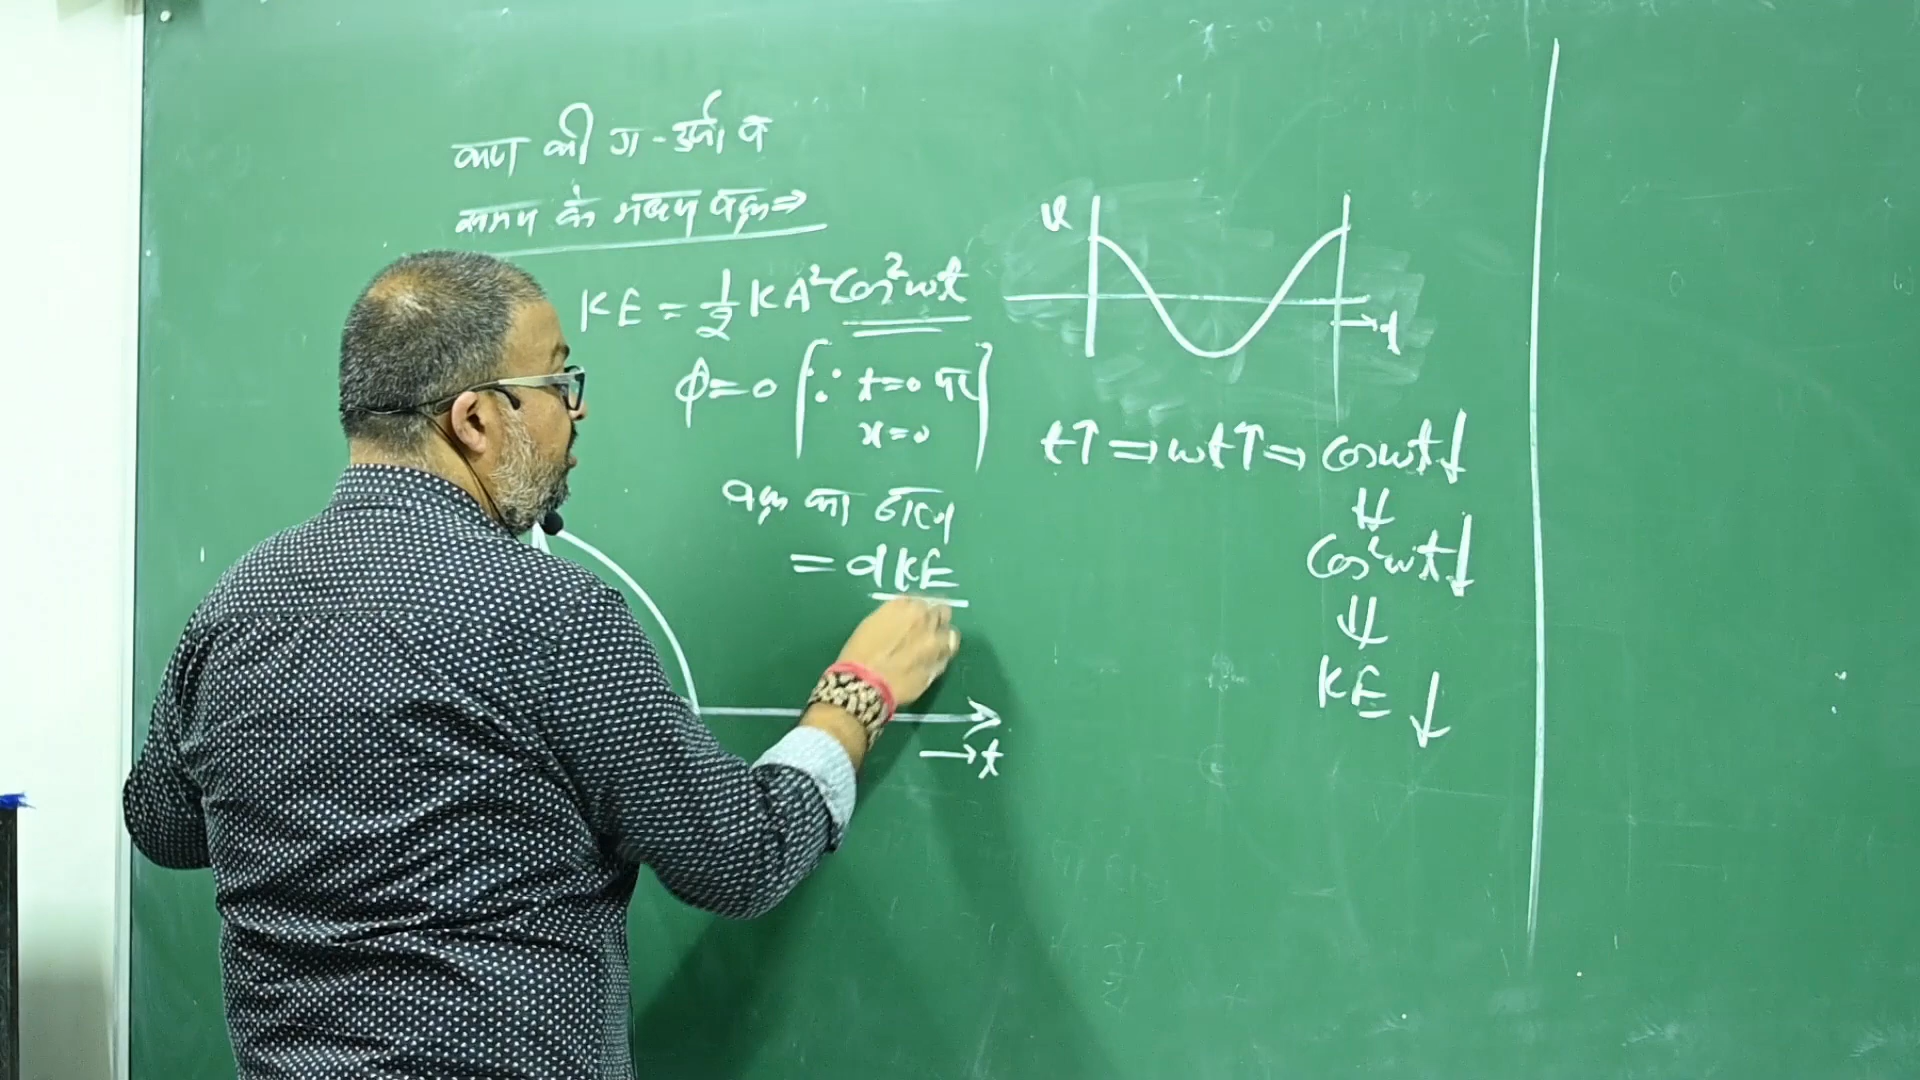 कण की ग-ऊर्जा व
समय के मध्य वक्र⇒
KE = 1/2 KA² Cos²ωt
ϕ=0 [∵ t=0 पर
x=0]
वक्र का ढाल
= dKE
→t
v
→t
t↑ ⇒ ωt↑ ⇒ cosωt↓
⇓
Cos²ωt↓
⇓
KE↓